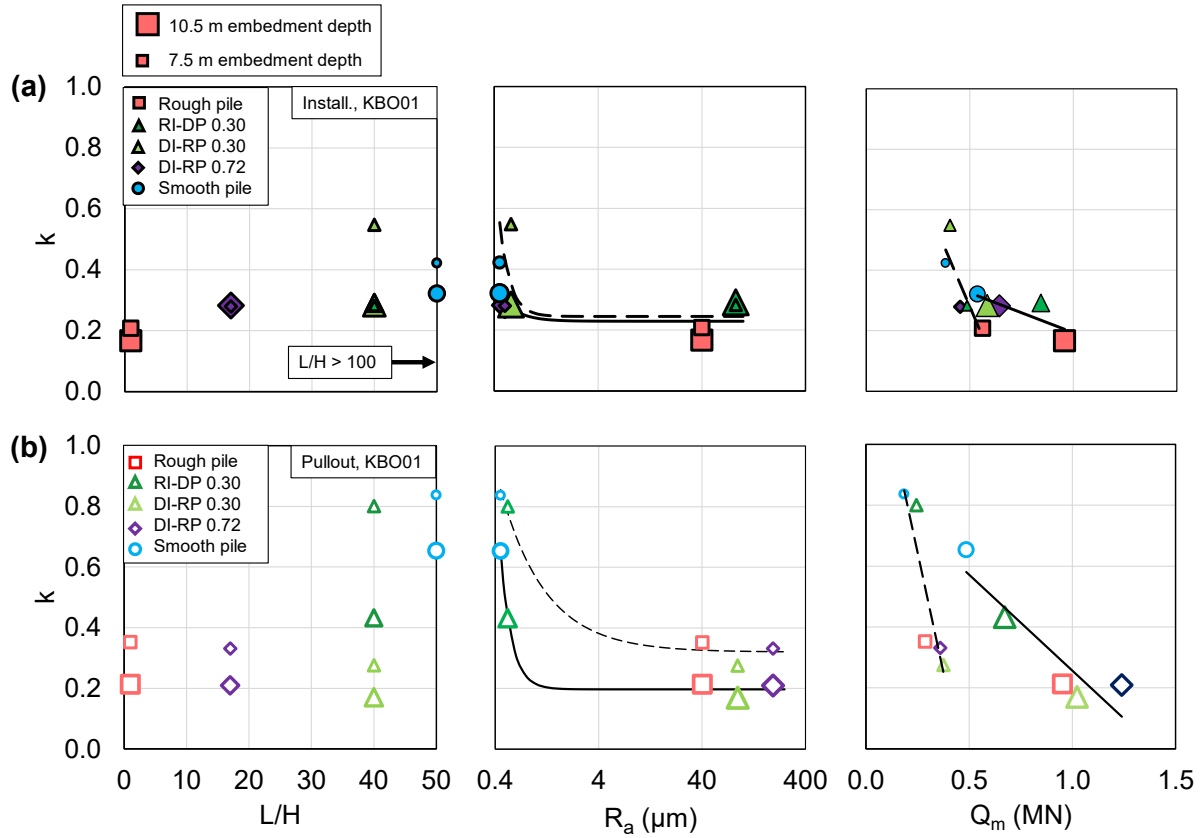 10.5 m embedment depth
7.5 m embedment depth
(a)
1.0
0.8
0.6
0.4
0.2
0.0
k
Rough pile
RI-DP 0.30
DI-RP 0.30
DI-RP 0.72
Smooth pile
Install., KBO01
L/H > 100
(b)
1.0
0.8
0.6
0.4
0.2
0.0
k
Rough pile
RI-DP 0.30
DI-RP 0.30
DI-RP 0.72
Smooth pile
Pullout, KBO01
0 10 20 30 40 50
L/H
0.4 4 40 400
Rₐ (µm)
0.0 0.5 1.0 1.5
Qₘ (MN)